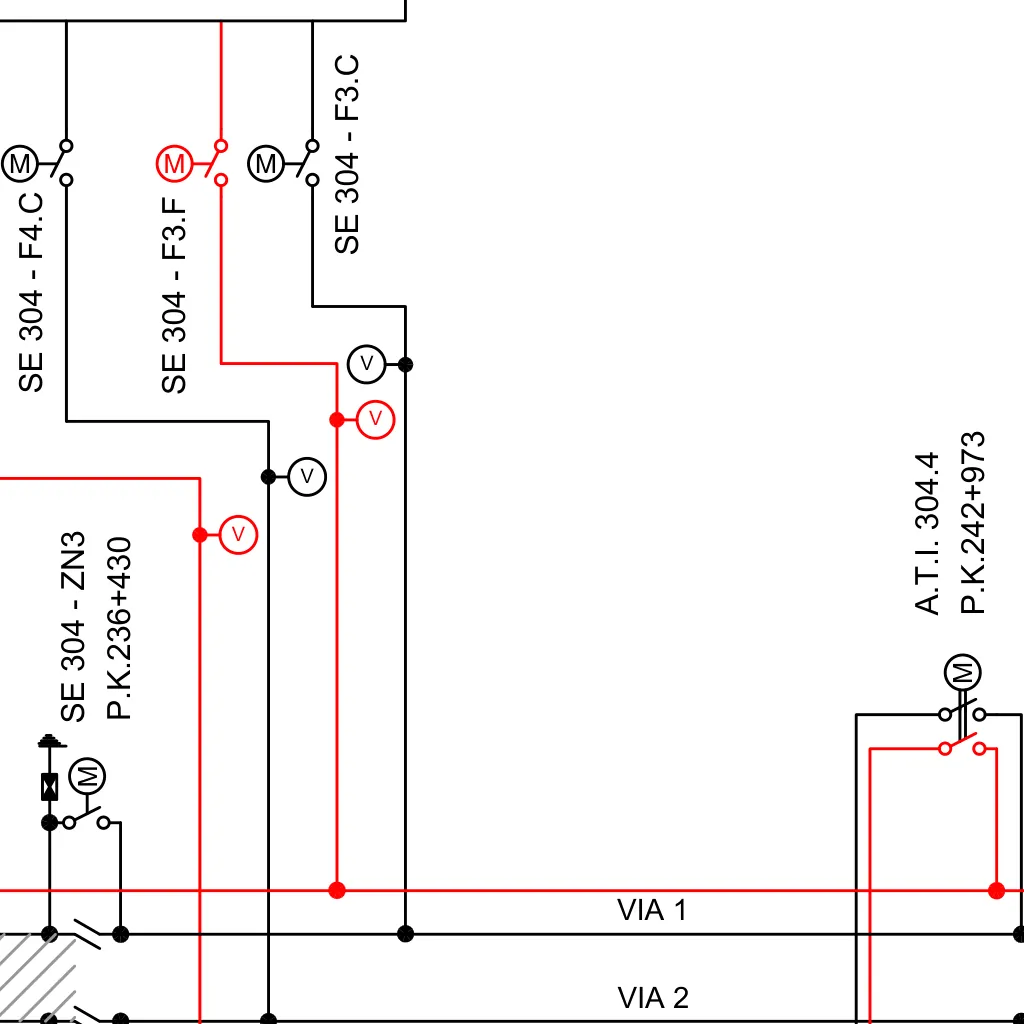 SE 304 - F3.C
M
M
M
SE 304 - F4.C
SE 304 - F3.F
V
V
V
V
A.T.I. 304.4
P.K.242+973
SE 304 - ZN3
P.K.236+430
M
M
VIA 1
VIA 2